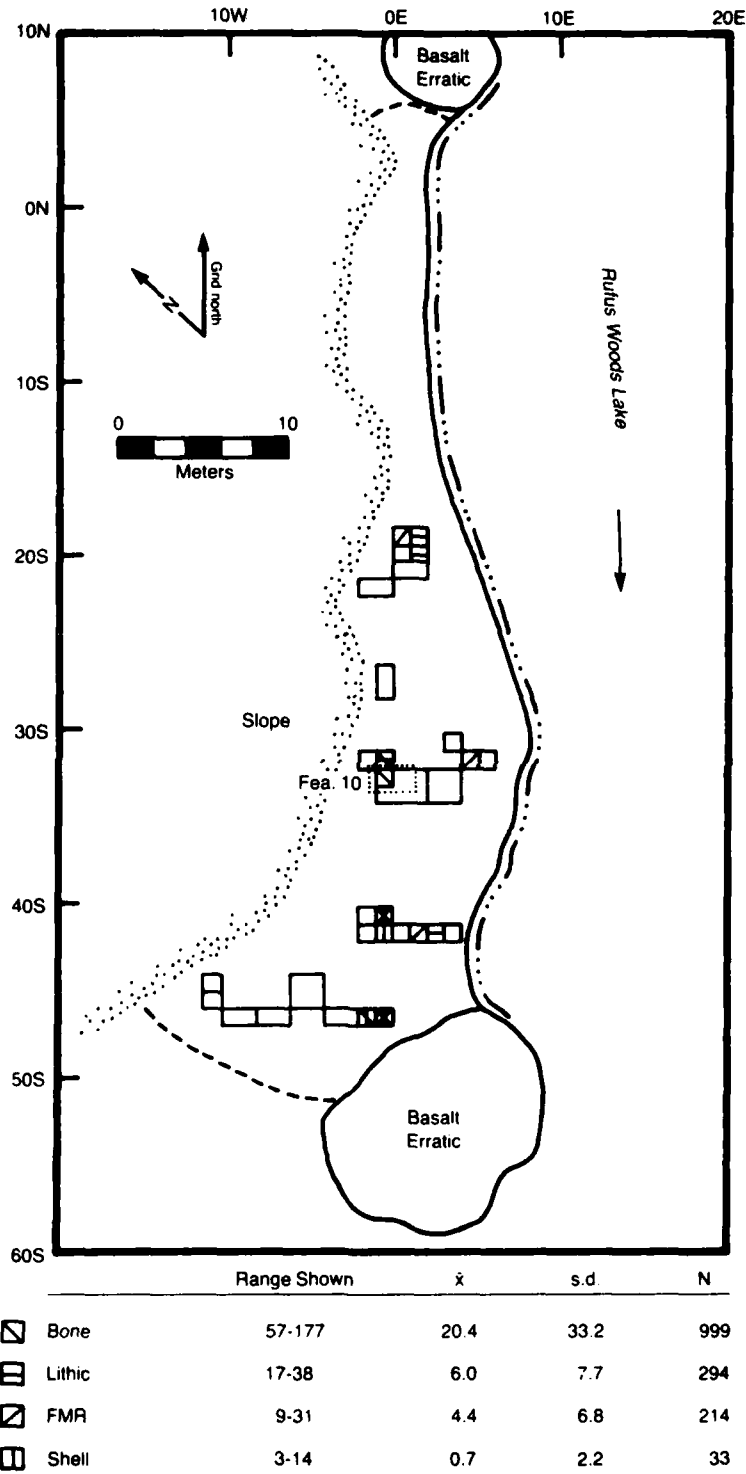 10W 0E 10E 20E
10N
Basalt
Erratic
0N
Grid north
N
Rufus Woods Lake
10S
0 10
Meters
20S
30S
Slope
Fea. 10
40S
50S
Basalt
Erratic
60S
Range Shown x̄ s.d. N
Bone 57-177 20.4 33.2 999
Lithic 17-38 6.0 7.7 294
FMR 9-31 4.4 6.8 214
Shell 3-14 0.7 2.2 33